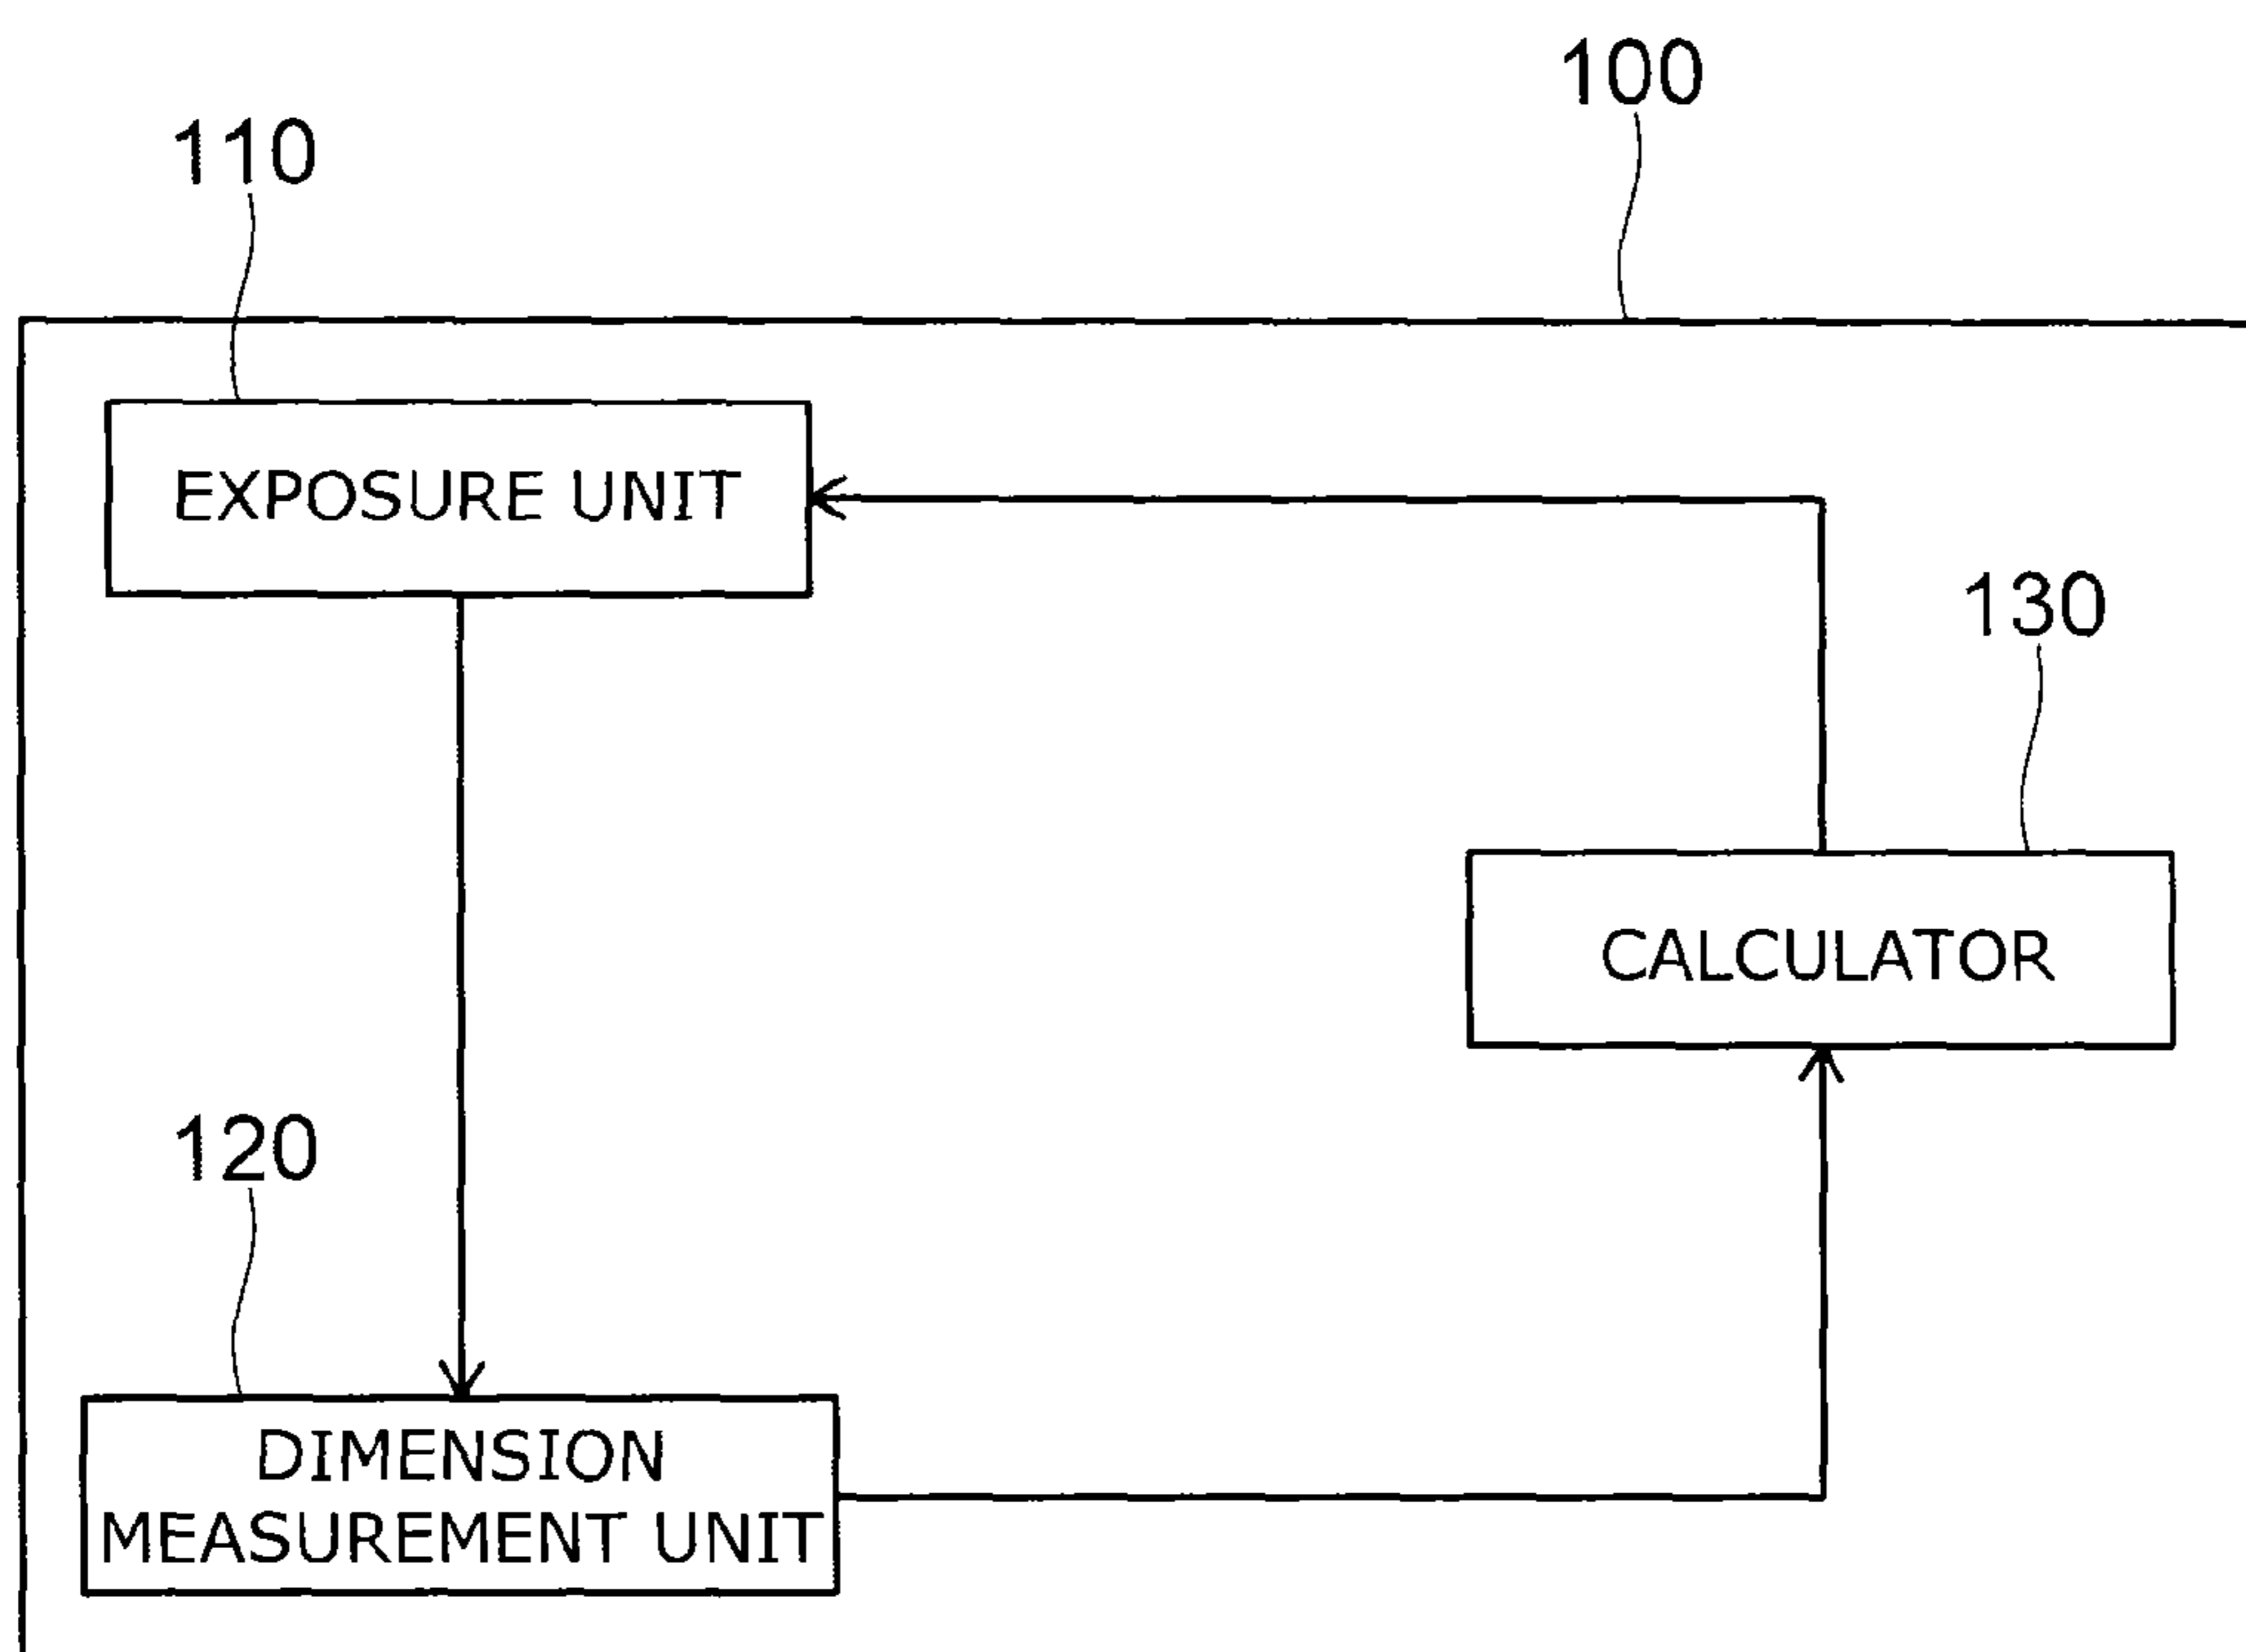 100
110
EXPOSURE UNIT
130
CALCULATOR
120
DIMENSION
MEASUREMENT UNIT